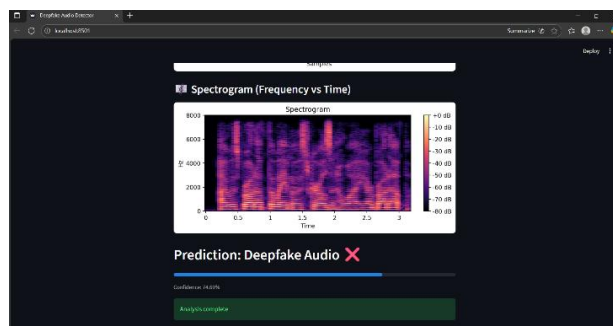 Deepfake Audio Detector
localhost:8501
Summarize
Deploy
Samples
Spectrogram (Frequency vs Time)
Spectrogram
8000
6000
4000
2000
0
Hz
0 0.5 1 1.5 2 2.5 3
Time
+0 dB
-10 dB
-20 dB
-30 dB
-40 dB
-50 dB
-60 dB
-70 dB
-80 dB
Prediction: Deepfake Audio ❌
Analysis complete